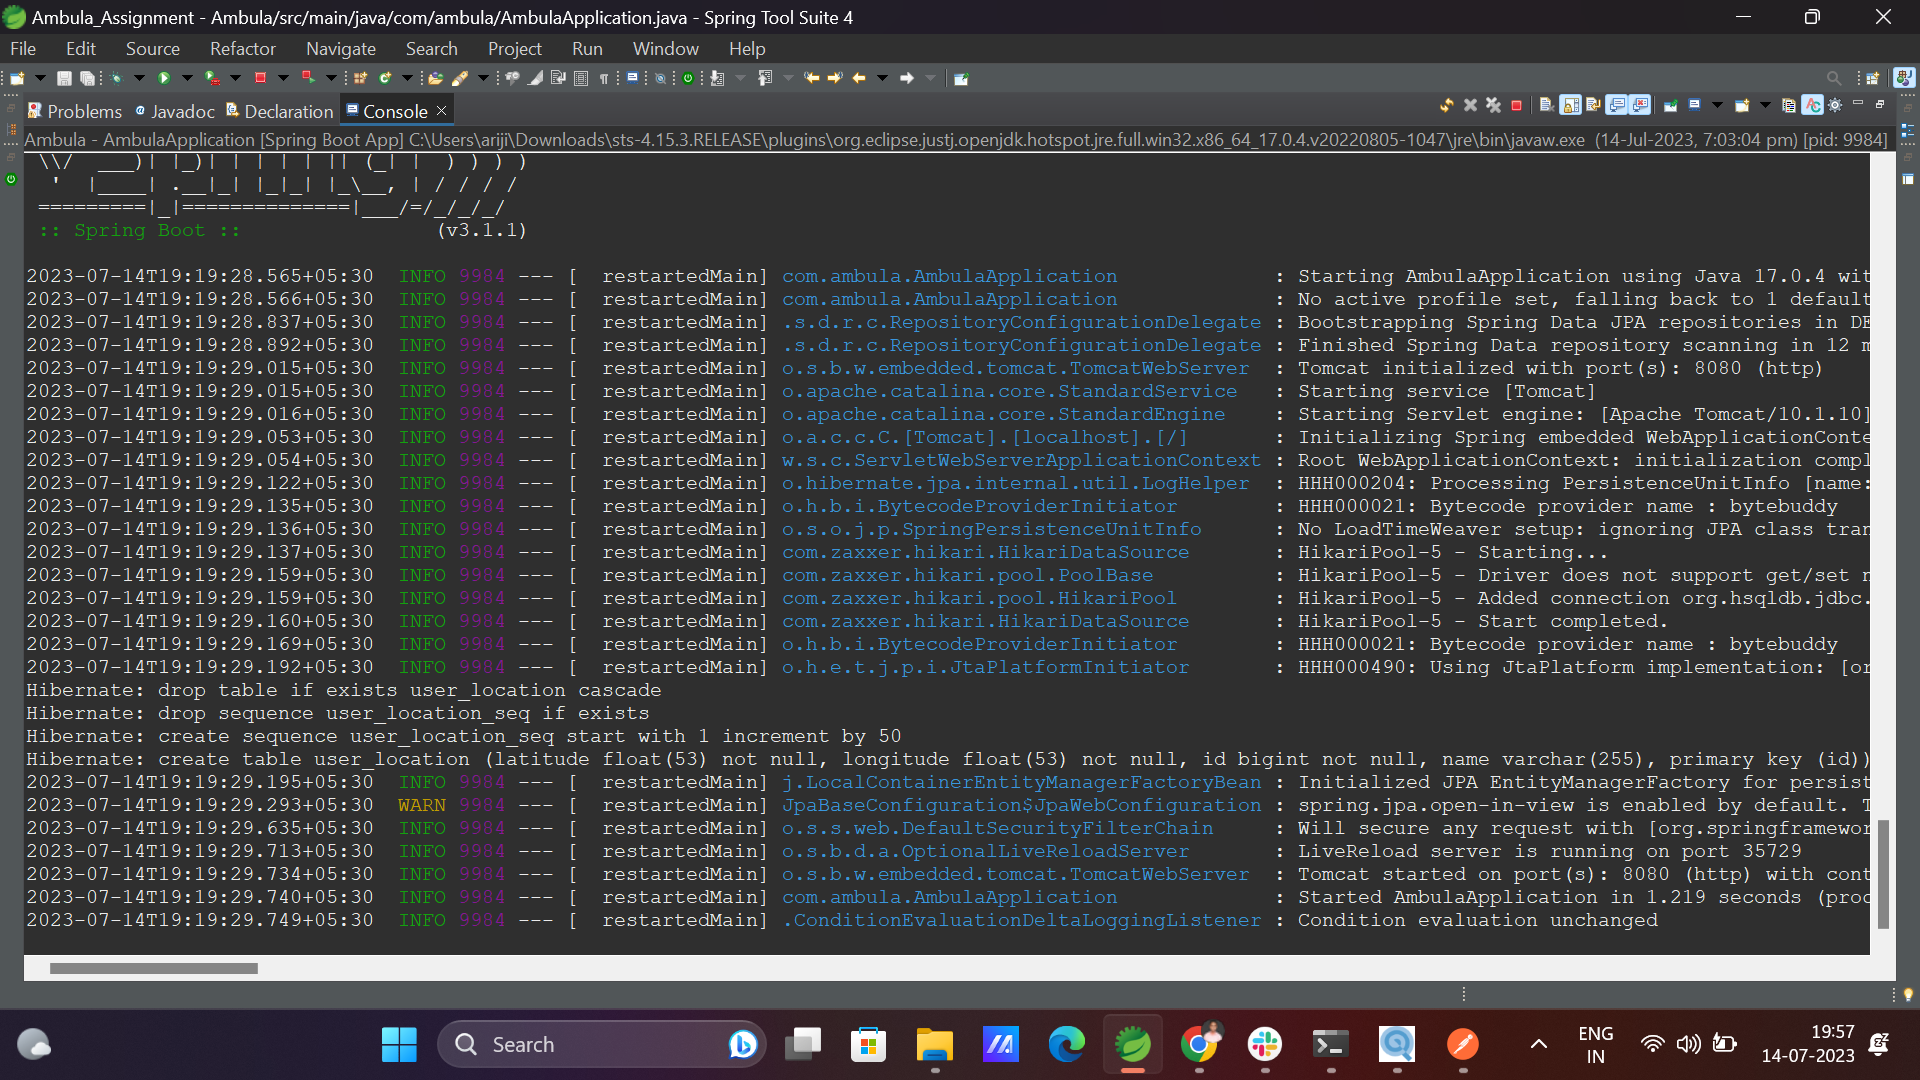 Ambula_Assignment - Ambula/src/main/java/com/ambula/AmbulaApplication.java - Spring Tool Suite 4
File Edit Source Refactor Navigate Search Project Run Window Help
Problems Javadoc Declaration Console
Ambula - AmbulaApplication [Spring Boot App] C:\Users\ariji\Downloads\sts-4.15.3.RELEASE\plugins\org.eclipse.justj.openjdk.hotspot.jre.full.win32.x86_64_17.0.4.v20220805-1047\jre\bin\javaw.exe (14-Jul-2023, 7:03:04 pm) [pid: 9984]
 \\/  ___)| |_)| | | | | || (_| |  ) ) ) )
  '  |____| .__|_| |_|_| |_\__, | / / / /
 =========|_|==============|___/=/_/_/_/
 :: Spring Boot ::                (v3.1.1)
2023-07-14T19:19:28.565+05:30  INFO 9984 --- [  restartedMain] com.ambula.AmbulaApplication             : Starting AmbulaApplication using Java 17.0.4 wit
2023-07-14T19:19:28.566+05:30  INFO 9984 --- [  restartedMain] com.ambula.AmbulaApplication             : No active profile set, falling back to 1 default
2023-07-14T19:19:28.837+05:30  INFO 9984 --- [  restartedMain] .s.d.r.c.RepositoryConfigurationDelegate : Bootstrapping Spring Data JPA repositories in DE
2023-07-14T19:19:28.892+05:30  INFO 9984 --- [  restartedMain] .s.d.r.c.RepositoryConfigurationDelegate : Finished Spring Data repository scanning in 12 m
2023-07-14T19:19:29.015+05:30  INFO 9984 --- [  restartedMain] o.s.b.w.embedded.tomcat.TomcatWebServer  : Tomcat initialized with port(s): 8080 (http)
2023-07-14T19:19:29.015+05:30  INFO 9984 --- [  restartedMain] o.apache.catalina.core.StandardService   : Starting service [Tomcat]
2023-07-14T19:19:29.016+05:30  INFO 9984 --- [  restartedMain] o.apache.catalina.core.StandardEngine    : Starting Servlet engine: [Apache Tomcat/10.1.10]
2023-07-14T19:19:29.053+05:30  INFO 9984 --- [  restartedMain] o.a.c.c.C.[Tomcat].[localhost].[/]       : Initializing Spring embedded WebApplicationConte
2023-07-14T19:19:29.054+05:30  INFO 9984 --- [  restartedMain] w.s.c.ServletWebServerApplicationContext : Root WebApplicationContext: initialization compl
2023-07-14T19:19:29.122+05:30  INFO 9984 --- [  restartedMain] o.hibernate.jpa.internal.util.LogHelper  : HHH000204: Processing PersistenceUnitInfo [name:
2023-07-14T19:19:29.135+05:30  INFO 9984 --- [  restartedMain] o.h.b.i.BytecodeProviderInitiator        : HHH000021: Bytecode provider name : bytebuddy
2023-07-14T19:19:29.136+05:30  INFO 9984 --- [  restartedMain] o.s.o.j.p.SpringPersistenceUnitInfo      : No LoadTimeWeaver setup: ignoring JPA class tran
2023-07-14T19:19:29.137+05:30  INFO 9984 --- [  restartedMain] com.zaxxer.hikari.HikariDataSource       : HikariPool-5 - Starting...
2023-07-14T19:19:29.159+05:30  INFO 9984 --- [  restartedMain] com.zaxxer.hikari.pool.PoolBase          : HikariPool-5 - Driver does not support get/set n
2023-07-14T19:19:29.159+05:30  INFO 9984 --- [  restartedMain] com.zaxxer.hikari.pool.HikariPool        : HikariPool-5 - Added connection org.hsqldb.jdbc.
2023-07-14T19:19:29.160+05:30  INFO 9984 --- [  restartedMain] com.zaxxer.hikari.HikariDataSource       : HikariPool-5 - Start completed.
2023-07-14T19:19:29.169+05:30  INFO 9984 --- [  restartedMain] o.h.b.i.BytecodeProviderInitiator        : HHH000021: Bytecode provider name : bytebuddy
2023-07-14T19:19:29.192+05:30  INFO 9984 --- [  restartedMain] o.h.e.t.j.p.i.JtaPlatformInitiator       : HHH000490: Using JtaPlatform implementation: [or
Hibernate: drop table if exists user_location cascade
Hibernate: drop sequence user_location_seq if exists
Hibernate: create sequence user_location_seq start with 1 increment by 50
Hibernate: create table user_location (latitude float(53) not null, longitude float(53) not null, id bigint not null, name varchar(255), primary key (id))
2023-07-14T19:19:29.195+05:30  INFO 9984 --- [  restartedMain] j.LocalContainerEntityManagerFactoryBean : Initialized JPA EntityManagerFactory for persist
2023-07-14T19:19:29.293+05:30  WARN 9984 --- [  restartedMain] JpaBaseConfiguration$JpaWebConfiguration : spring.jpa.open-in-view is enabled by default. T
2023-07-14T19:19:29.635+05:30  INFO 9984 --- [  restartedMain] o.s.s.web.DefaultSecurityFilterChain     : Will secure any request with [org.springframewor
2023-07-14T19:19:29.713+05:30  INFO 9984 --- [  restartedMain] o.s.b.d.a.OptionalLiveReloadServer       : LiveReload server is running on port 35729
2023-07-14T19:19:29.734+05:30  INFO 9984 --- [  restartedMain] o.s.b.w.embedded.tomcat.TomcatWebServer  : Tomcat started on port(s): 8080 (http) with cont
2023-07-14T19:19:29.740+05:30  INFO 9984 --- [  restartedMain] com.ambula.AmbulaApplication             : Started AmbulaApplication in 1.219 seconds (proc
2023-07-14T19:19:29.749+05:30  INFO 9984 --- [  restartedMain] .ConditionEvaluationDeltaLoggingListener : Condition evaluation unchanged
Search
ENG
IN
19:57
14-07-2023